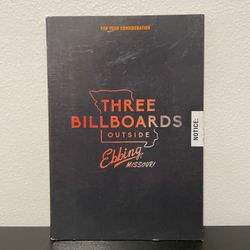 FOR YOUR CONSIDERATION
THREE
BILLBOARDS
OUTSIDE
Ebbing,
MISSOURI
NOTICE: